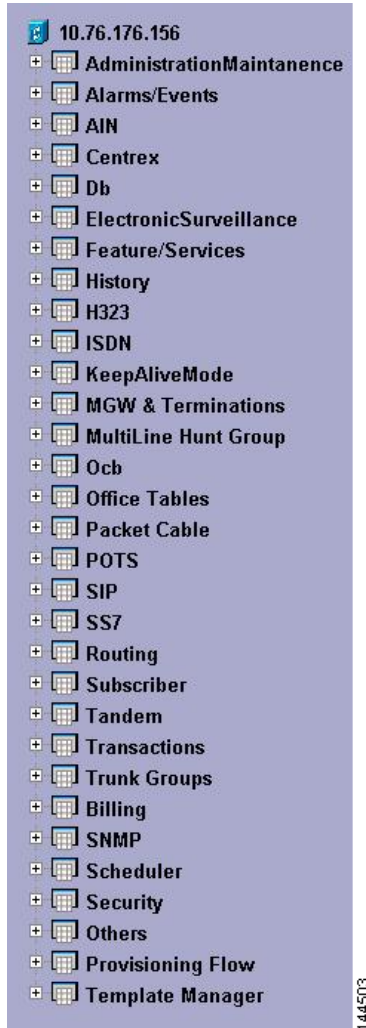 10.76.176.156
AdministrationMaintanence
Alarms/Events
AIN
Centrex
Db
ElectronicSurveillance
Feature/Services
History
H323
ISDN
KeepAliveMode
MGW & Terminations
MultiLine Hunt Group
Ocb
Office Tables
Packet Cable
POTS
SIP
SS7
Routing
Subscriber
Tandem
Transactions
Trunk Groups
Billing
SNMP
Scheduler
Security
Others
Provisioning Flow
Template Manager
144503